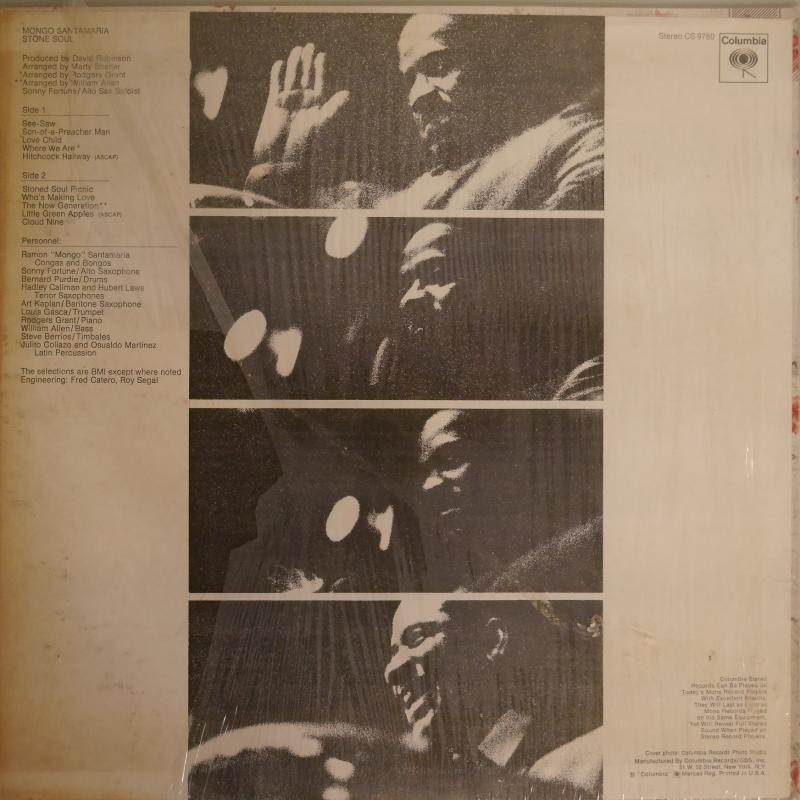 MONGO SANTAMARIA
STONE SOUL
Produced by David Rubinson
Arranged by Marty Sheller
*Arranged by Rodgers Grant
**Arranged by William Allen
Sonny Fortune/Alto Sax Soloist
Side 1
See-Saw
Son-of-a-Preacher Man
Love Child
Where We Are*
Hitchcock Railway (ASCAP)
Side 2
Stoned Soul Picnic
Who's Making Love
The Now Generation**
Little Green Apples (ASCAP)
Cloud Nine
Personnel:
Ramon "Mongo" Santamaria
Congas and Bongos
Sonny Fortune/Alto Saxophone
Bernard Purdie/Drums
Hadley Caliman and Hubert Laws
Tenor Saxophones
Art Kaplan/Baritone Saxophone
Louis Gasca/Trumpet
Rodgers Grant/Piano
William Allen/Bass
Steve Berrios/Timbales
Julito Collazo and Osualdo Martinez
Latin Percussion
The selections are BMI except where noted
Engineering: Fred Catero, Roy Segal
Stereo CS 9780
Columbia
Columbia Stereo
Records Can Be Played on
Today's Mono Record Players
With Excellent Results.
They Will Last as Long as
Mono Records Played
on the Same Equipment,
Yet Will Reveal Full Stereo
Sound When Played on
Stereo Record Players.
Cover photo: Columbia Records Photo Studio
Manufactured By Columbia Records/CBS, Inc.
51 W. 52 Street, New York, N.Y.
® "Columbia" Marcas Reg. Printed in U.S.A.